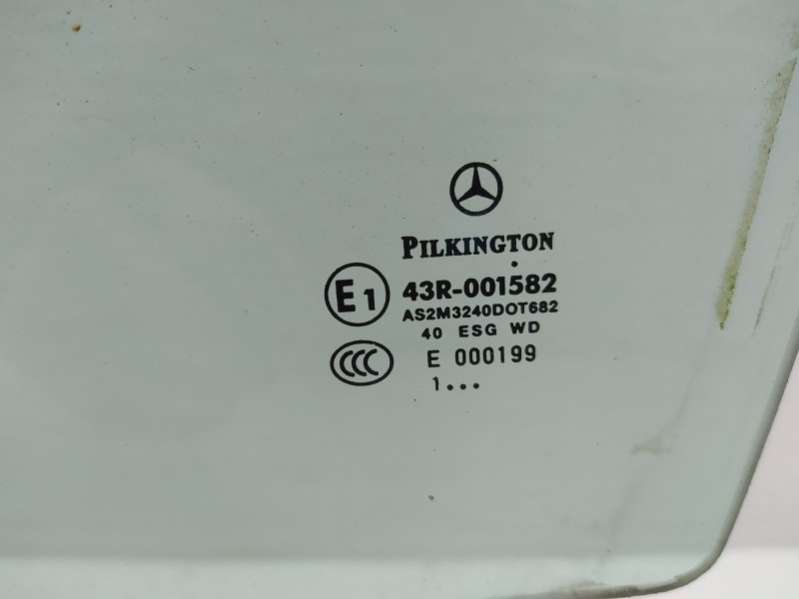 PILKINGTON
E1 43R-001582
AS2M3240DOT682
40 ESG WD
CCC E 000199
1...